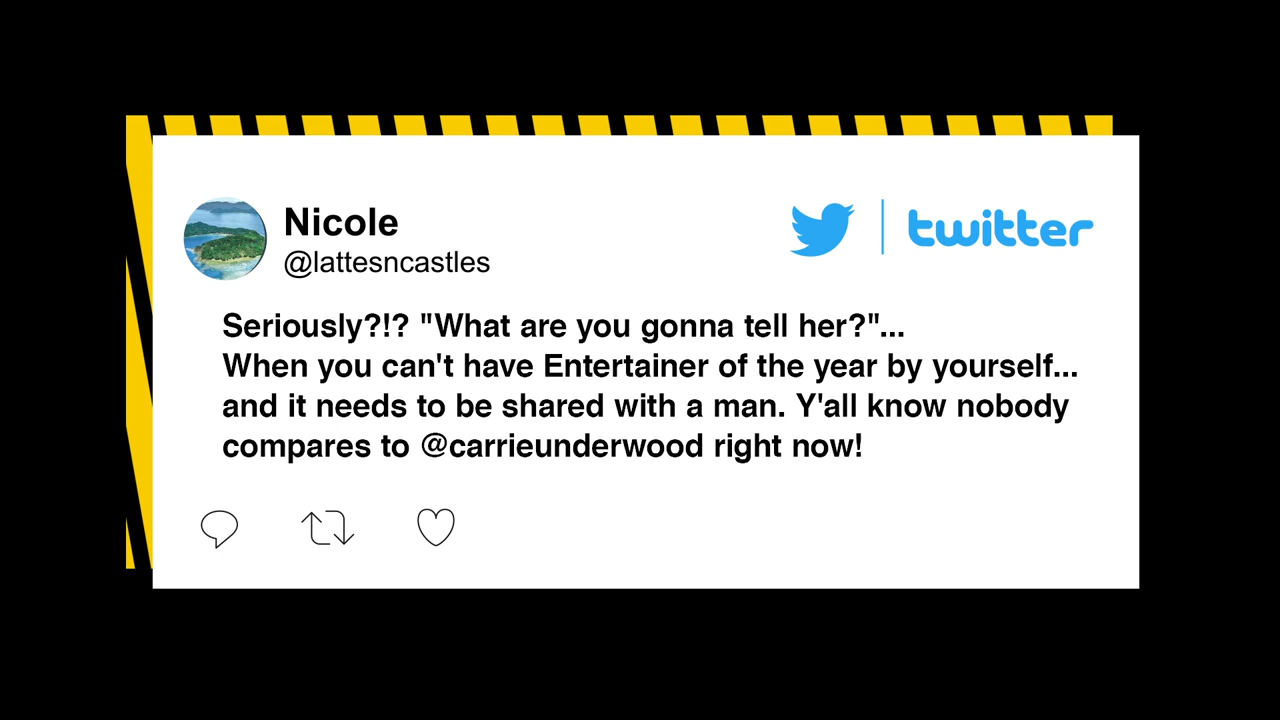 Nicole
@lattesncastles
twitter
Seriously?!? "What are you gonna tell her?"...
When you can't have Entertainer of the year by yourself...
and it needs to be shared with a man. Y'all know nobody
compares to @carrieunderwood right now!